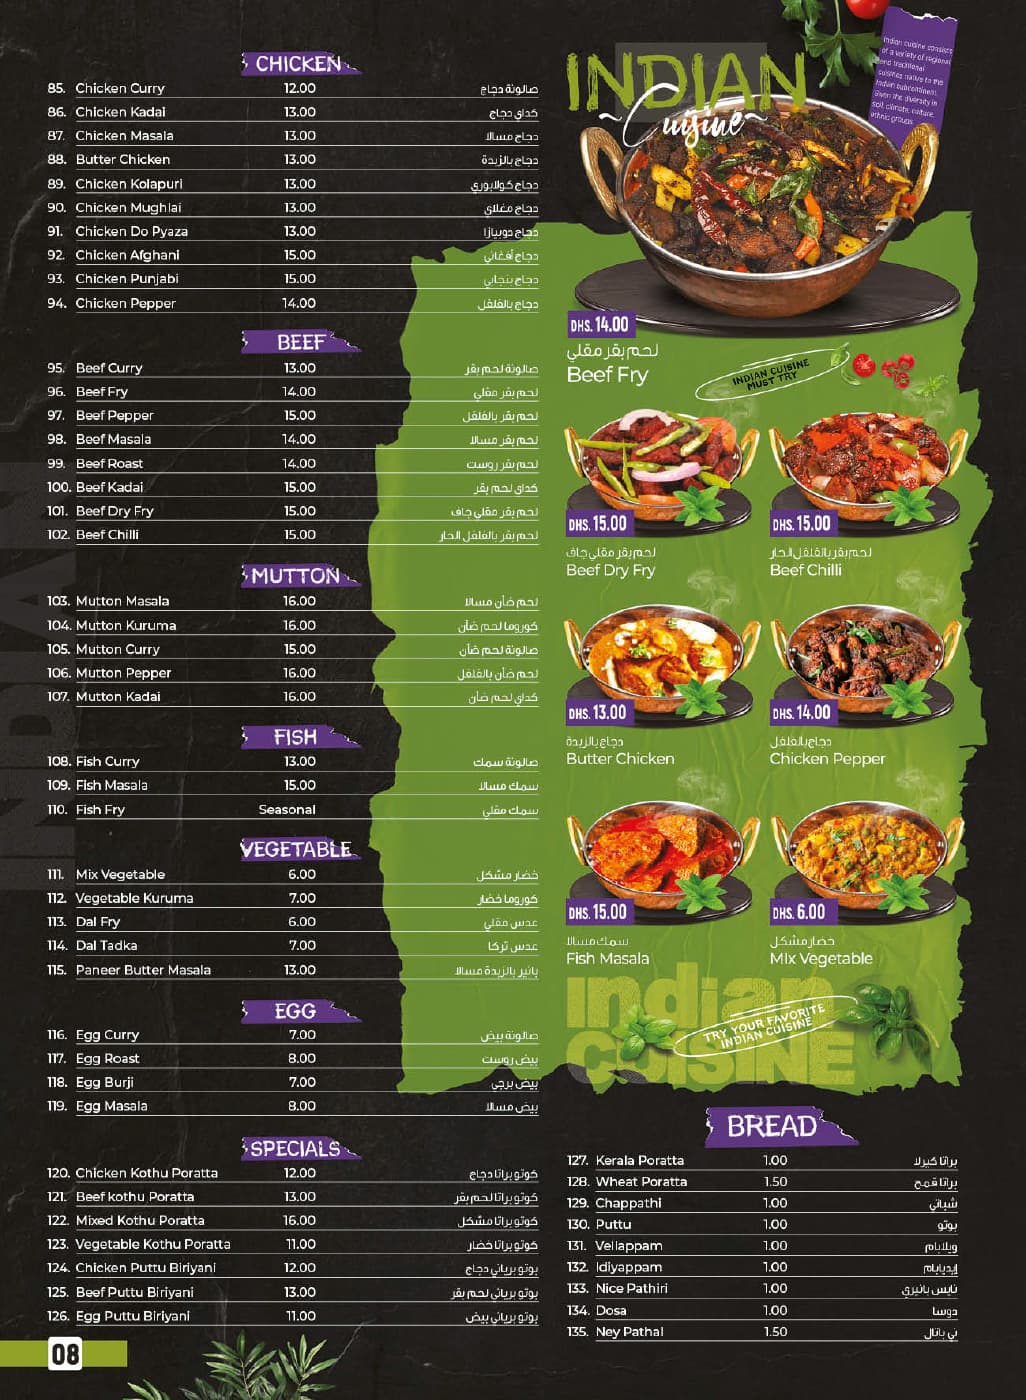 CHICKEN
85. Chicken Curry 12.00 صالونة دجاج
86. Chicken Kadai 13.00 كداي دجاج
87. Chicken Masala 13.00 دجاج مسالا
88. Butter Chicken 13.00 دجاج بالزبدة
89. Chicken Kolapuri 13.00 دجاج كولابوري
90. Chicken Mughlai 13.00 دجاج مغلاي
91. Chicken Do Pyaza 13.00 دجاج دوبيازا
92. Chicken Afghani 15.00 دجاج أفغاني
93. Chicken Punjabi 15.00 دجاج بنجابي
94. Chicken Pepper 14.00 دجاج بالفلفل
BEEF
95. Beef Curry 13.00 صالونة لحم بقر
96. Beef Fry 14.00 لحم بقر مقلي
97. Beef Pepper 15.00 لحم بقر بالفلفل
98. Beef Masala 14.00 لحم بقر مسالا
99. Beef Roast 14.00 لحم بقر روست
100. Beef Kadai 15.00 كداي لحم بقر
101. Beef Dry Fry 15.00 لحم بقر مقلي جاف
102. Beef Chilli 15.00 لحم بقر بالفلفل الحار
MUTTON
103. Mutton Masala 16.00 لحم ضأن مسالا
104. Mutton Kuruma 16.00 كوروما لحم ضأن
105. Mutton Curry 15.00 صالونة لحم ضأن
106. Mutton Pepper 16.00 لحم ضأن بالفلفل
107. Mutton Kadai 16.00 كداي لحم ضأن
FISH
108. Fish Curry 13.00 صالونة سمك
109. Fish Masala 15.00 سمك مسالا
110. Fish Fry Seasonal سمك مقلي
VEGETABLE
111. Mix Vegetable 6.00 خضار مشكل
112. Vegetable Kuruma 7.00 كوروما خضار
113. Dal Fry 6.00 عدس مقلي
114. Dal Tadka 7.00 عدس تركا
115. Paneer Butter Masala 13.00 بانير بالزبدة مسالا
EGG
116. Egg Curry 7.00 صالونة بيض
117. Egg Roast 8.00 بيض روست
118. Egg Burji 7.00 بيض برجي
119. Egg Masala 8.00 بيض مسالا
SPECIALS
120. Chicken Kothu Poratta 12.00 كوتو براتا دجاج
121. Beef kothu Poratta 13.00 كوتو براتا لحم بقر
122. Mixed Kothu Poratta 16.00 كوتو براتا مشكل
123. Vegetable Kothu Poratta 11.00 كوتو براتا خضار
124. Chicken Puttu Biriyani 12.00 بوتو برياني دجاج
125. Beef Puttu Biriyani 13.00 بوتو برياني لحم بقر
126. Egg Puttu Biriyani 11.00 بوتو برياني بيض
08
INDIAN
Cuisine
Indian cuisine consists
of a variety of regional
and traditional
cuisines native to the
Indian subcontinent.
Given the diversity in
soil, climate, culture,
ethnic groups
DHS. 14.00
لحم بقر مقلي
Beef Fry
INDIAN CUISINE
MUST TRY
DHS. 15.00
لحم بقر مقلي جاف
Beef Dry Fry
DHS. 15.00
لحم بقر بالفلفل الحار
Beef Chilli
DHS. 13.00
دجاج بالزبدة
Butter Chicken
DHS. 14.00
دجاج بالفلفل
Chicken Pepper
DHS. 15.00
سمك مسالا
Fish Masala
DHS. 6.00
خضار مشكل
MIx Vegetable
indian
CUISINE
TRY YOUR FAVORITE
INDIAN CUISINE
BREAD
127. Kerala Poratta 1.00 براتا كيرلا
128. Wheat Poratta 1.50 براتا قمح
129. Chappathi 1.00 شباتي
130. Puttu 1.00 بوتو
131. Vellappam 1.00 ويلابام
132. Idiyappam 1.00 إيديابام
133. Nice Pathiri 1.00 نايس باتيري
134. Dosa 1.00 دوسا
135. Ney Pathal 1.50 ني باتال